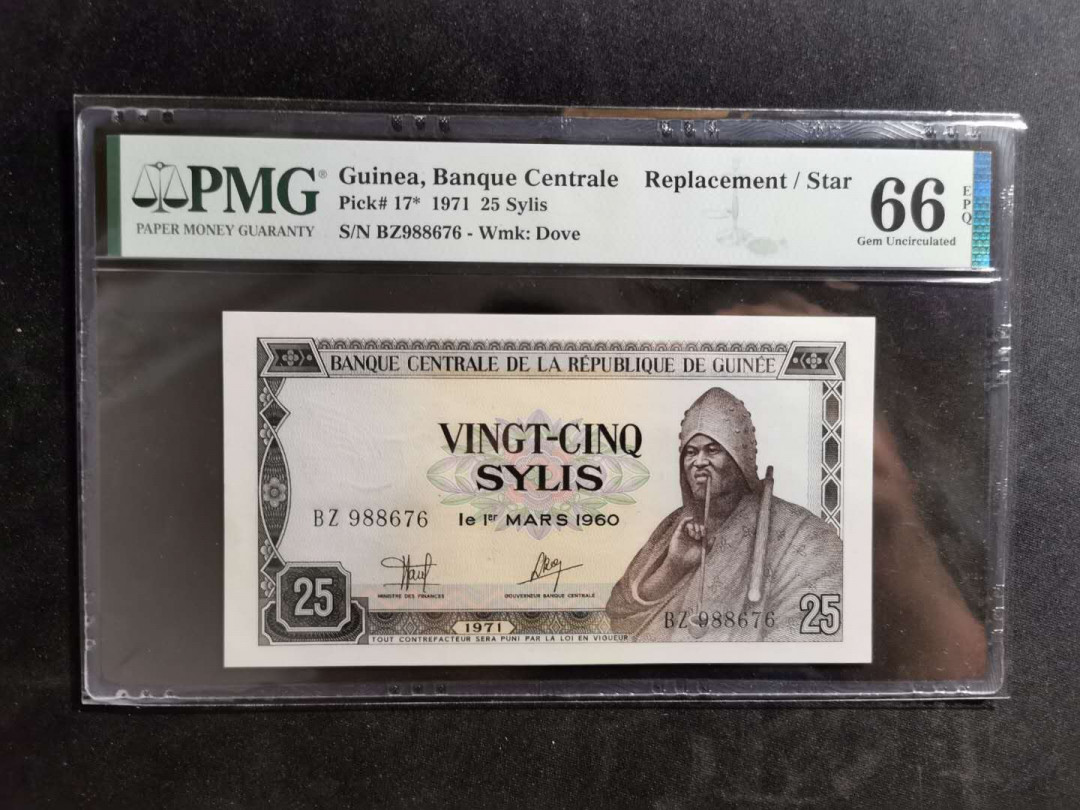 PMG®
PAPER MONEY GUARANTY
Guinea, Banque Centrale Replacement / Star
Pick# 17* 1971 25 Sylis
S/N BZ988676 - Wmk: Dove
66
EPQ
Gem Uncirculated
BANQUE CENTRALE DE LA RÉPUBLIQUE DE GUINÉE
VINGT-CINQ
SYLIS
BZ 988676
le 1er MARS 1960
MINISTRE DES FINANCES
GOUVERNEUR BANQUE CENTRALE
25
1971
BZ 988676
25
TOUT CONTREFACTEUR SERA PUNI PAR LA LOI EN VIGUEUR